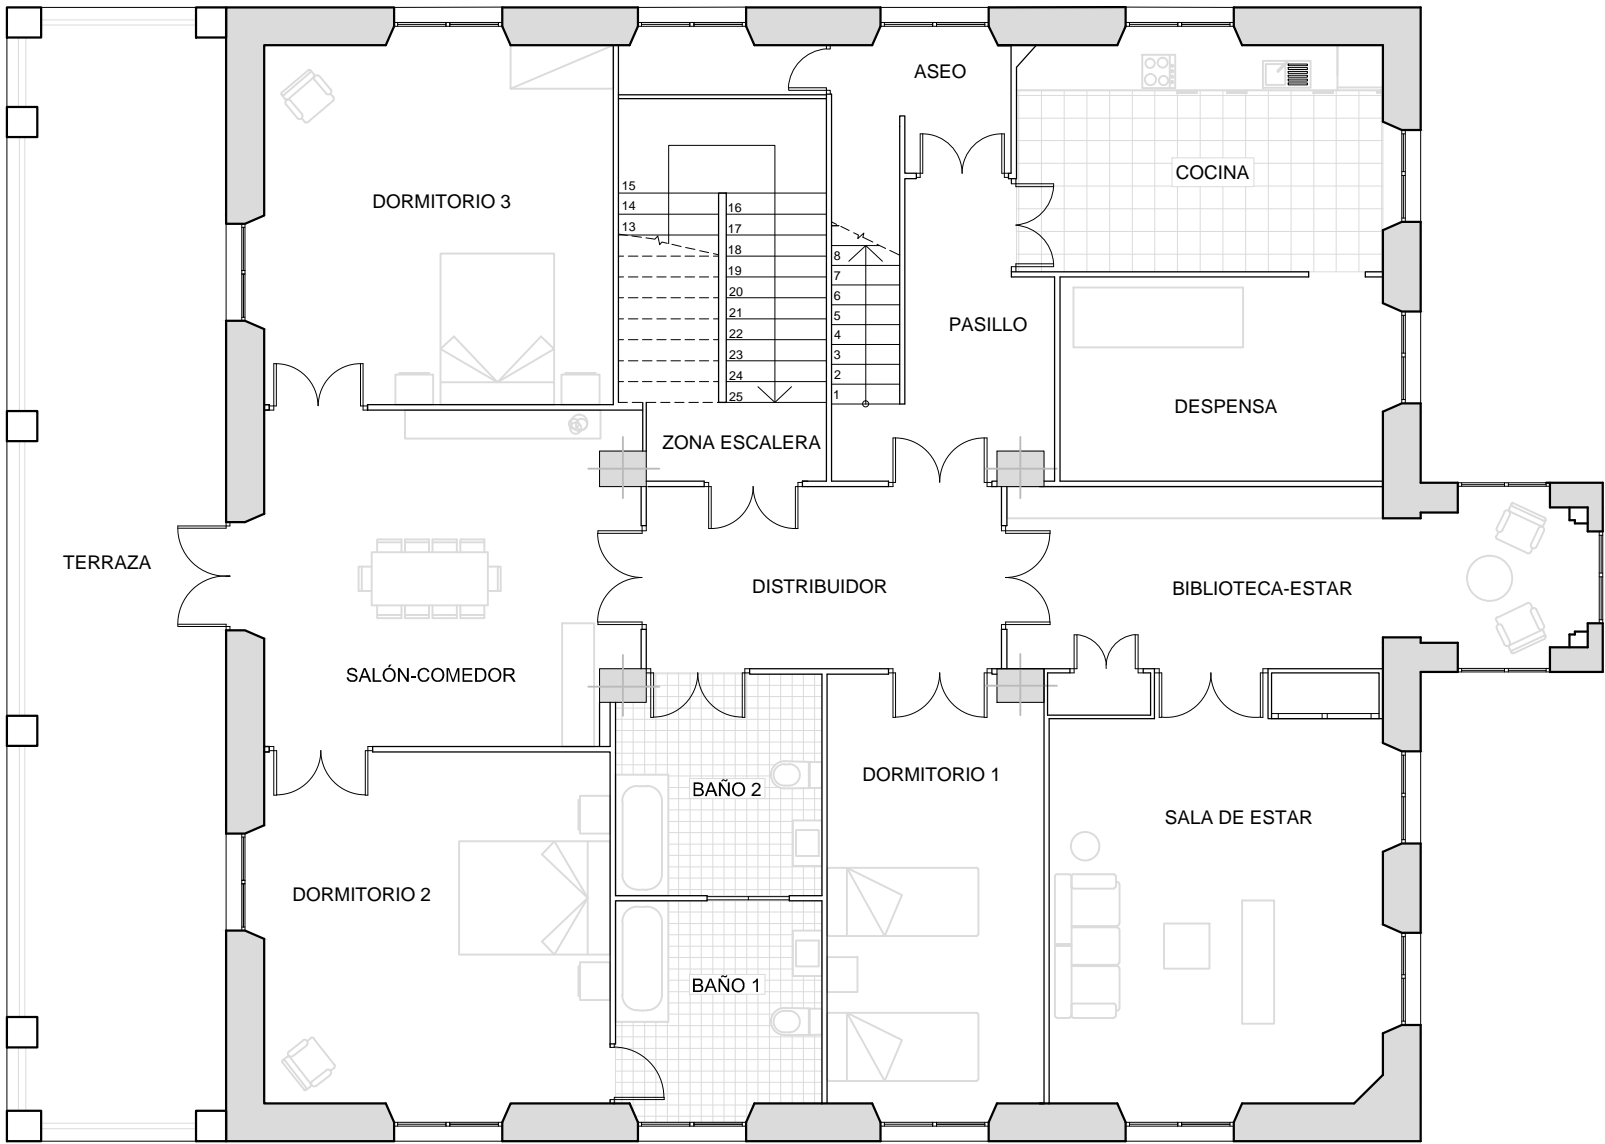 ASEO
COCINA
DORMITORIO 3
15
14
13
16
17
18
19
20
21
22
23
24
25
8
7
6
5
4
3
2
1
PASILLO
DESPENSA
ZONA ESCALERA
TERRAZA
DISTRIBUIDOR
BIBLIOTECA-ESTAR
SALÓN-COMEDOR
DORMITORIO 1
BAÑO 2
SALA DE ESTAR
DORMITORIO 2
BAÑO 1